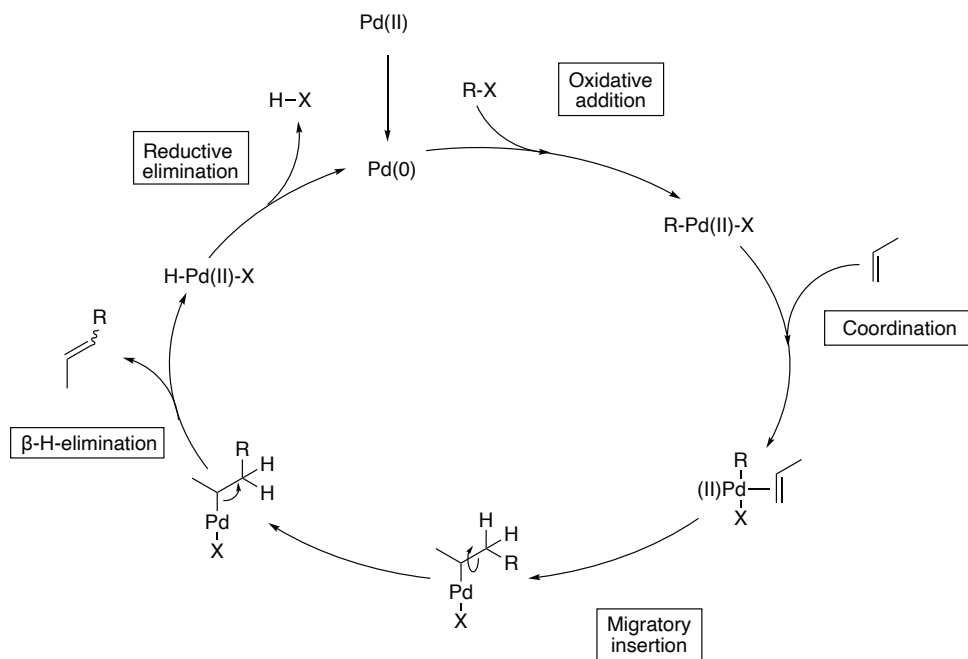 Pd(II)
Oxidative
addition
R-X
H-X
Reductive
elimination
Pd(0)
R-Pd(II)-X
H-Pd(II)-X
R
Coordination
β-H-elimination
R
H
H
Pd
X
R
(II)Pd
X
H
H
R
Pd
X
Migratory
insertion